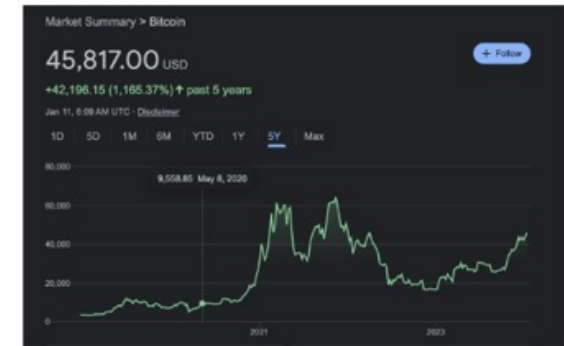 Market Summary > Bitcoin
45,817.00 USD
+ Follow
+42,196.15 (1,165.37%)↑ past 5 years
Jan 11, 6:09 AM UTC · Disclaimer
1D 5D 1M 6M YTD 1Y 5Y Max
80,000
9,558.85 May 8, 2020
60,000
40,000
20,000
0
2021 2023